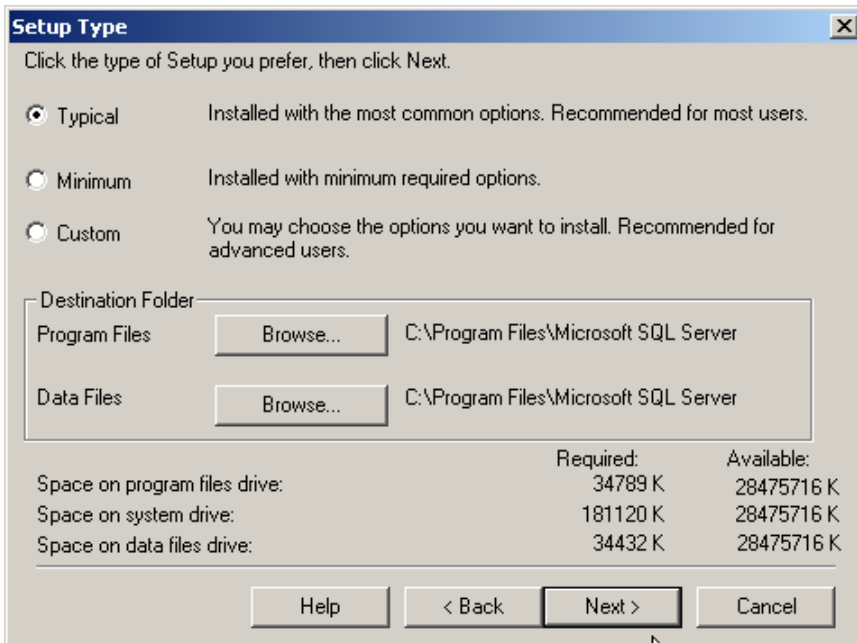 Setup Type
Click the type of Setup you prefer, then click Next.
Typical Installed with the most common options. Recommended for most users.
Minimum Installed with minimum required options.
Custom You may choose the options you want to install. Recommended for
advanced users.
Destination Folder
Program Files Browse... C:\Program Files\Microsoft SQL Server
Data Files Browse... C:\Program Files\Microsoft SQL Server
Required: Available:
Space on program files drive: 34789 K 28475716 K
Space on system drive: 181120 K 28475716 K
Space on data files drive: 34432 K 28475716 K
Help < Back Next > Cancel